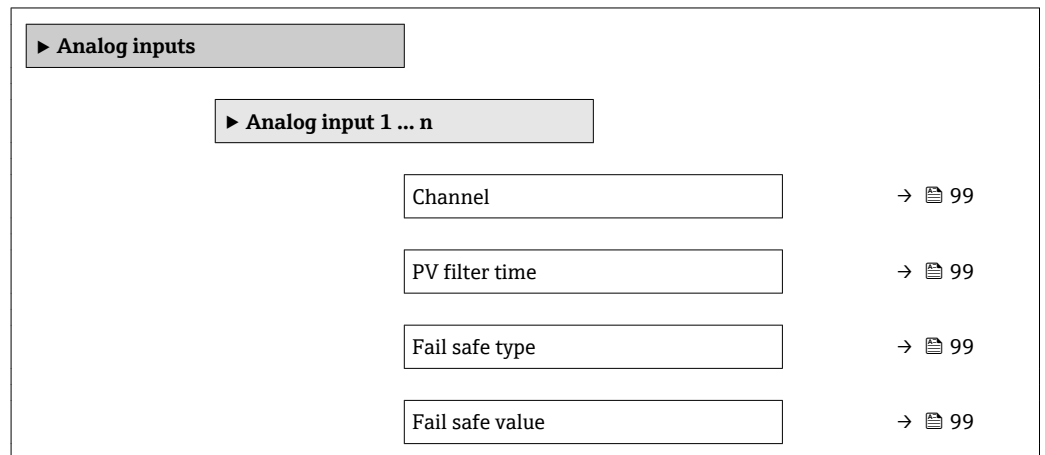 ▶ Analog inputs
▶ Analog input 1 … n
Channel → 99
PV filter time → 99
Fail safe type → 99
Fail safe value → 99